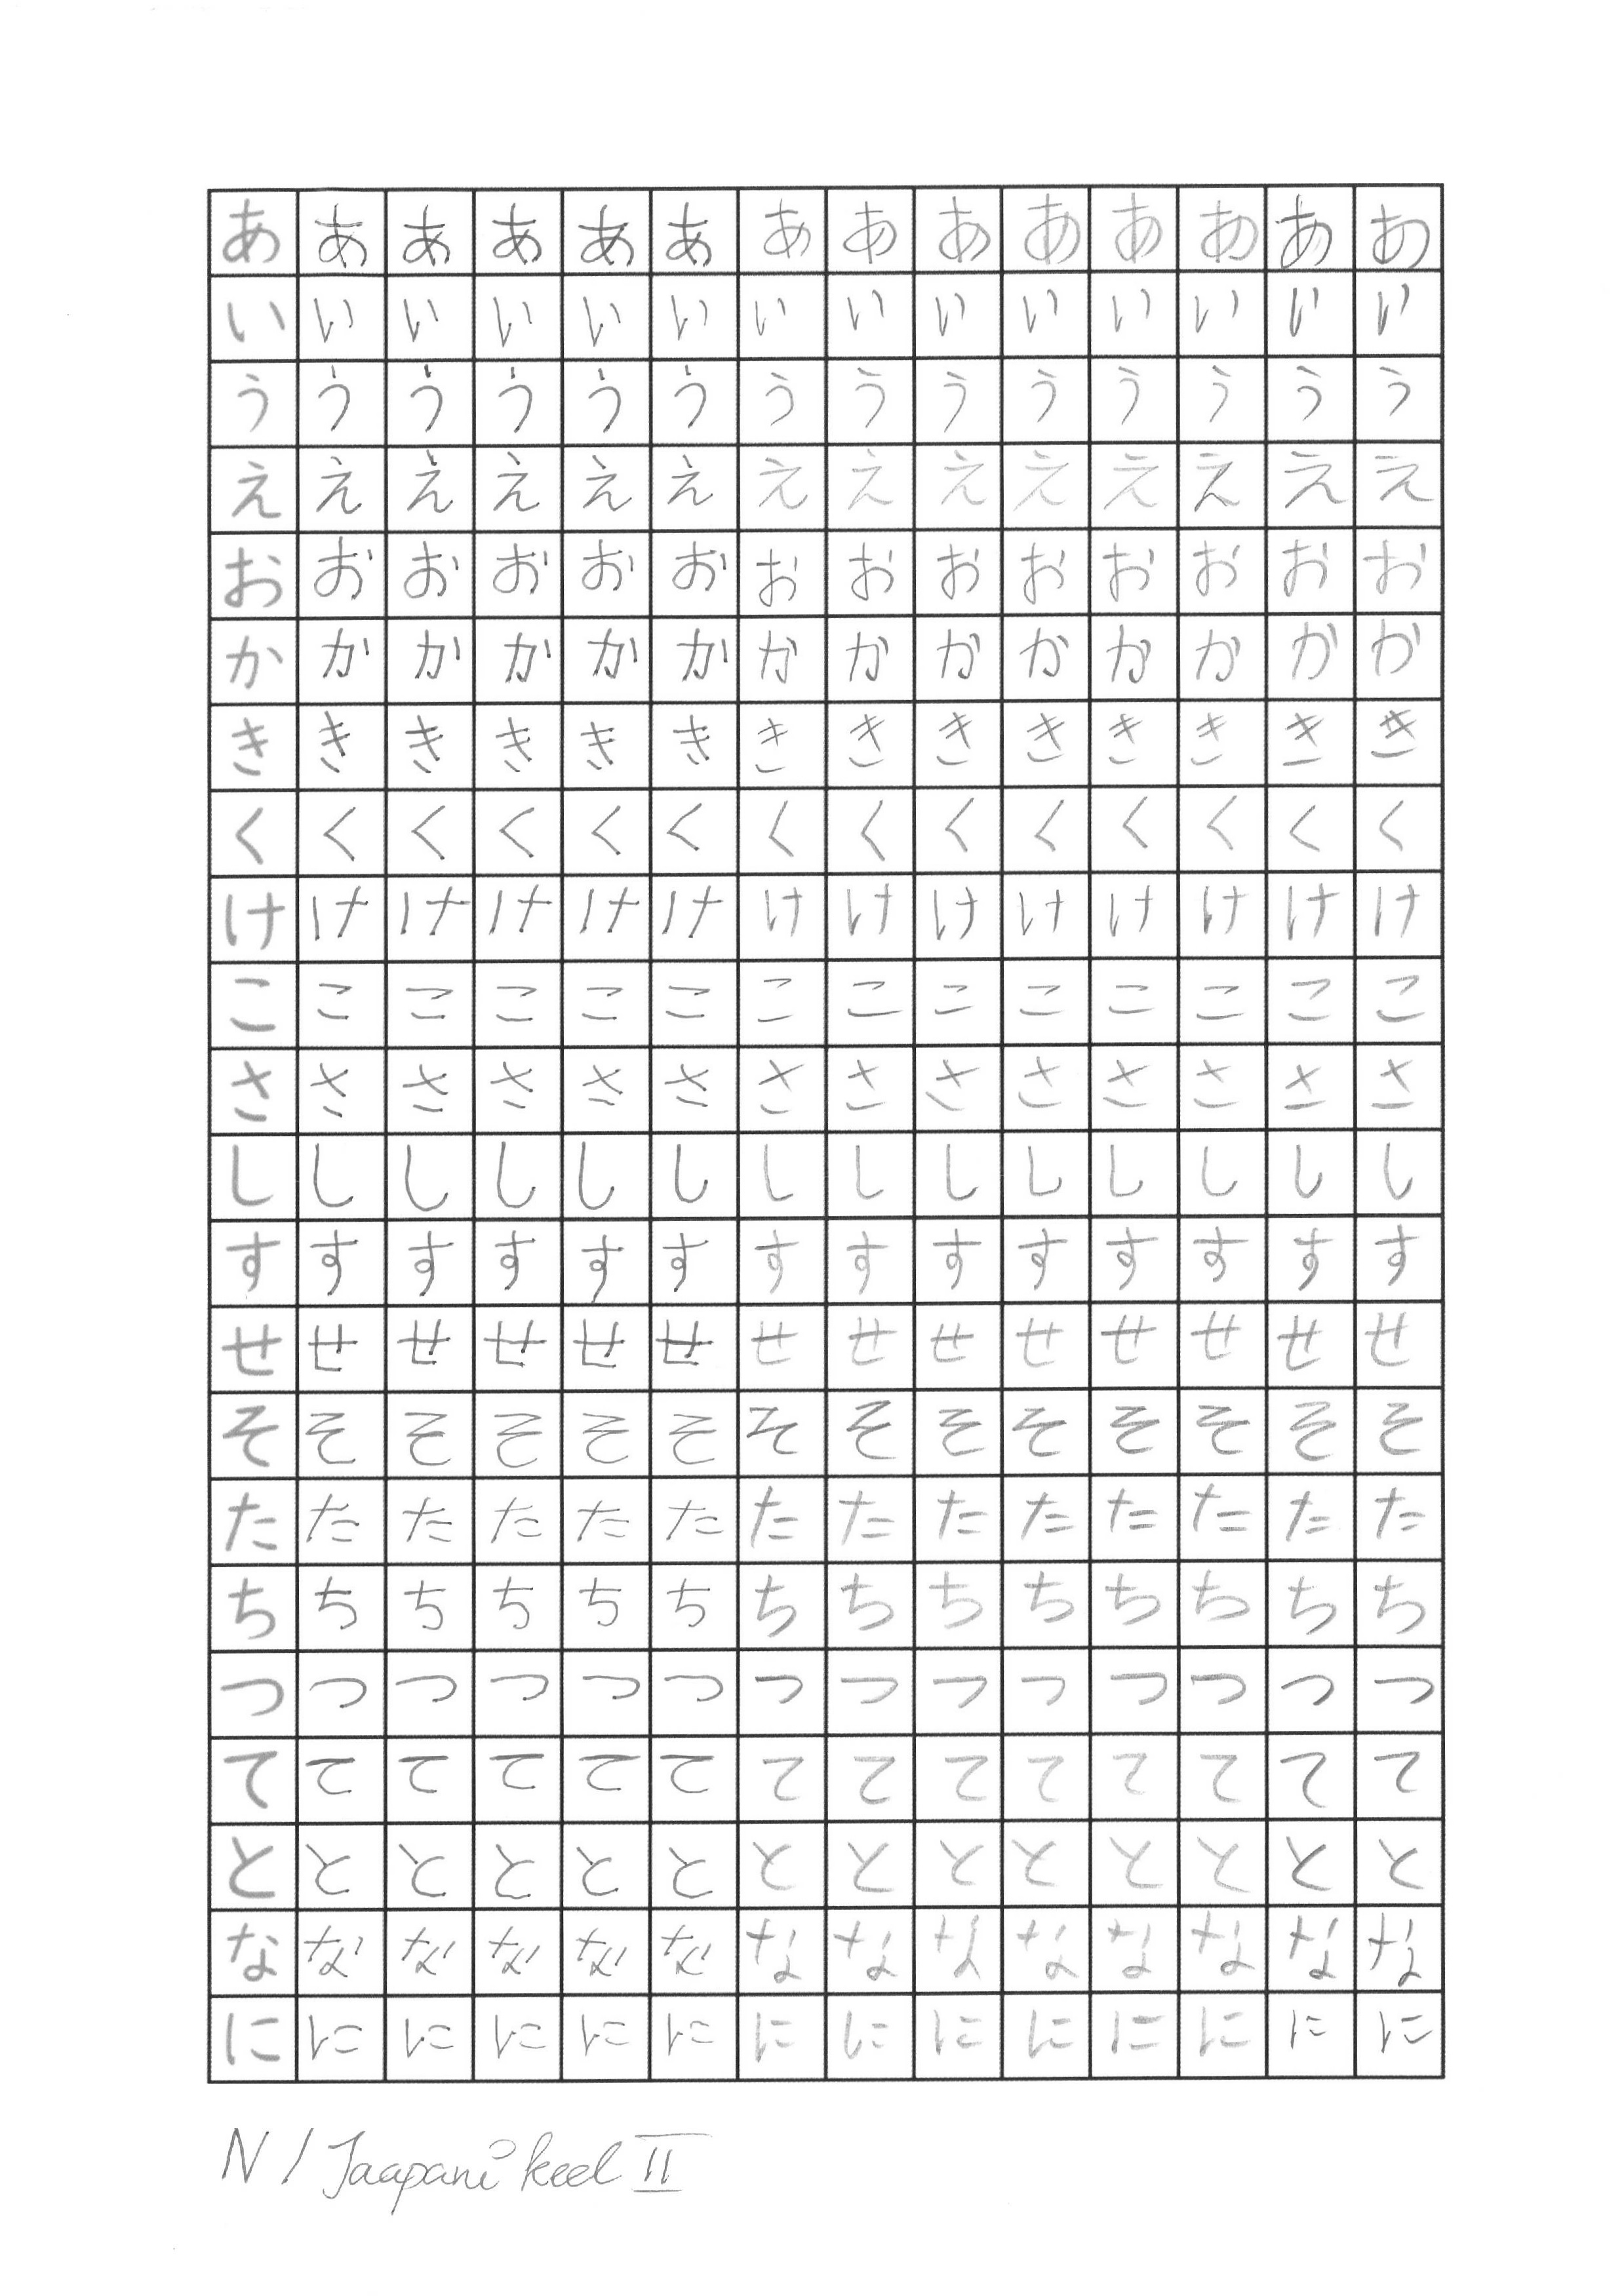 あ あ あ あ あ あ あ あ あ あ あ あ あ あ
い い い い い い い い い い い い い い
う う う う う う う う う う う う う う
え え え え え え え え え え え え え え
お お お お お お お お お お お お お お
か か か か か か か か か か か か か か
き き き き き き き き き き き き き き
く く く く く く く く く く く く く く
け け け け け け け け け け け け け け
こ こ こ こ こ こ こ こ こ こ こ こ こ こ
さ さ さ さ さ さ さ さ さ さ さ さ さ さ
し し し し し し し し し し し し し し
す す す す す す す す す す す す す す
せ せ せ せ せ せ せ せ せ せ せ せ せ せ
そ そ そ そ そ そ そ そ そ そ そ そ そ そ
た た た た た た た た た た た た た た
ち ち ち ち ち ち ち ち ち ち ち ち ち ち
つ つ つ つ つ つ つ つ つ つ つ つ つ つ
て て て て て て て て て て て て て て
と と と と と と と と と と と と と と
な な な な な な な な な な な な な な
に に に に に に に に に に に に に に
N / Jaapani keel II